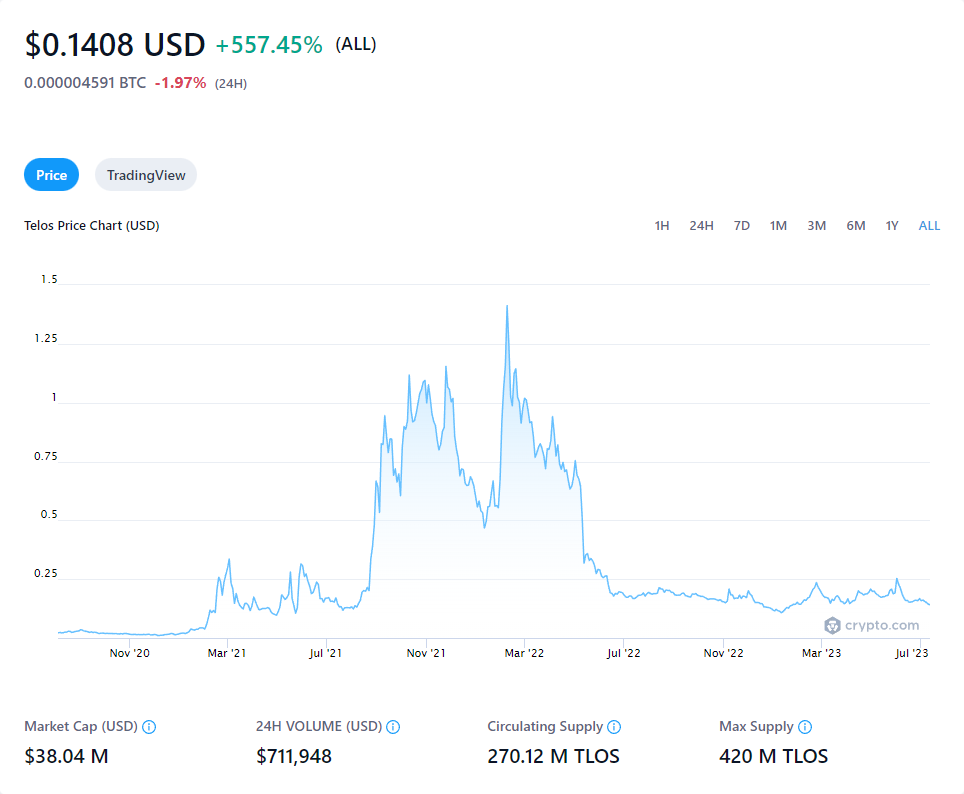 $0.1408 USD +557.45% (ALL)
0.000004591 BTC -1.97% (24H)
Price TradingView
Telos Price Chart (USD) 1H 24H 7D 1M 3M 6M 1Y ALL
1.5
1.25
1
0.75
0.5
0.25
crypto.com
Nov '20 Mar '21 Jul '21 Nov '21 Mar '22 Jul '22 Nov '22 Mar '23 Jul '23
Market Cap (USD) 24H VOLUME (USD) Circulating Supply Max Supply
$38.04 M $711,948 270.12 M TLOS 420 M TLOS